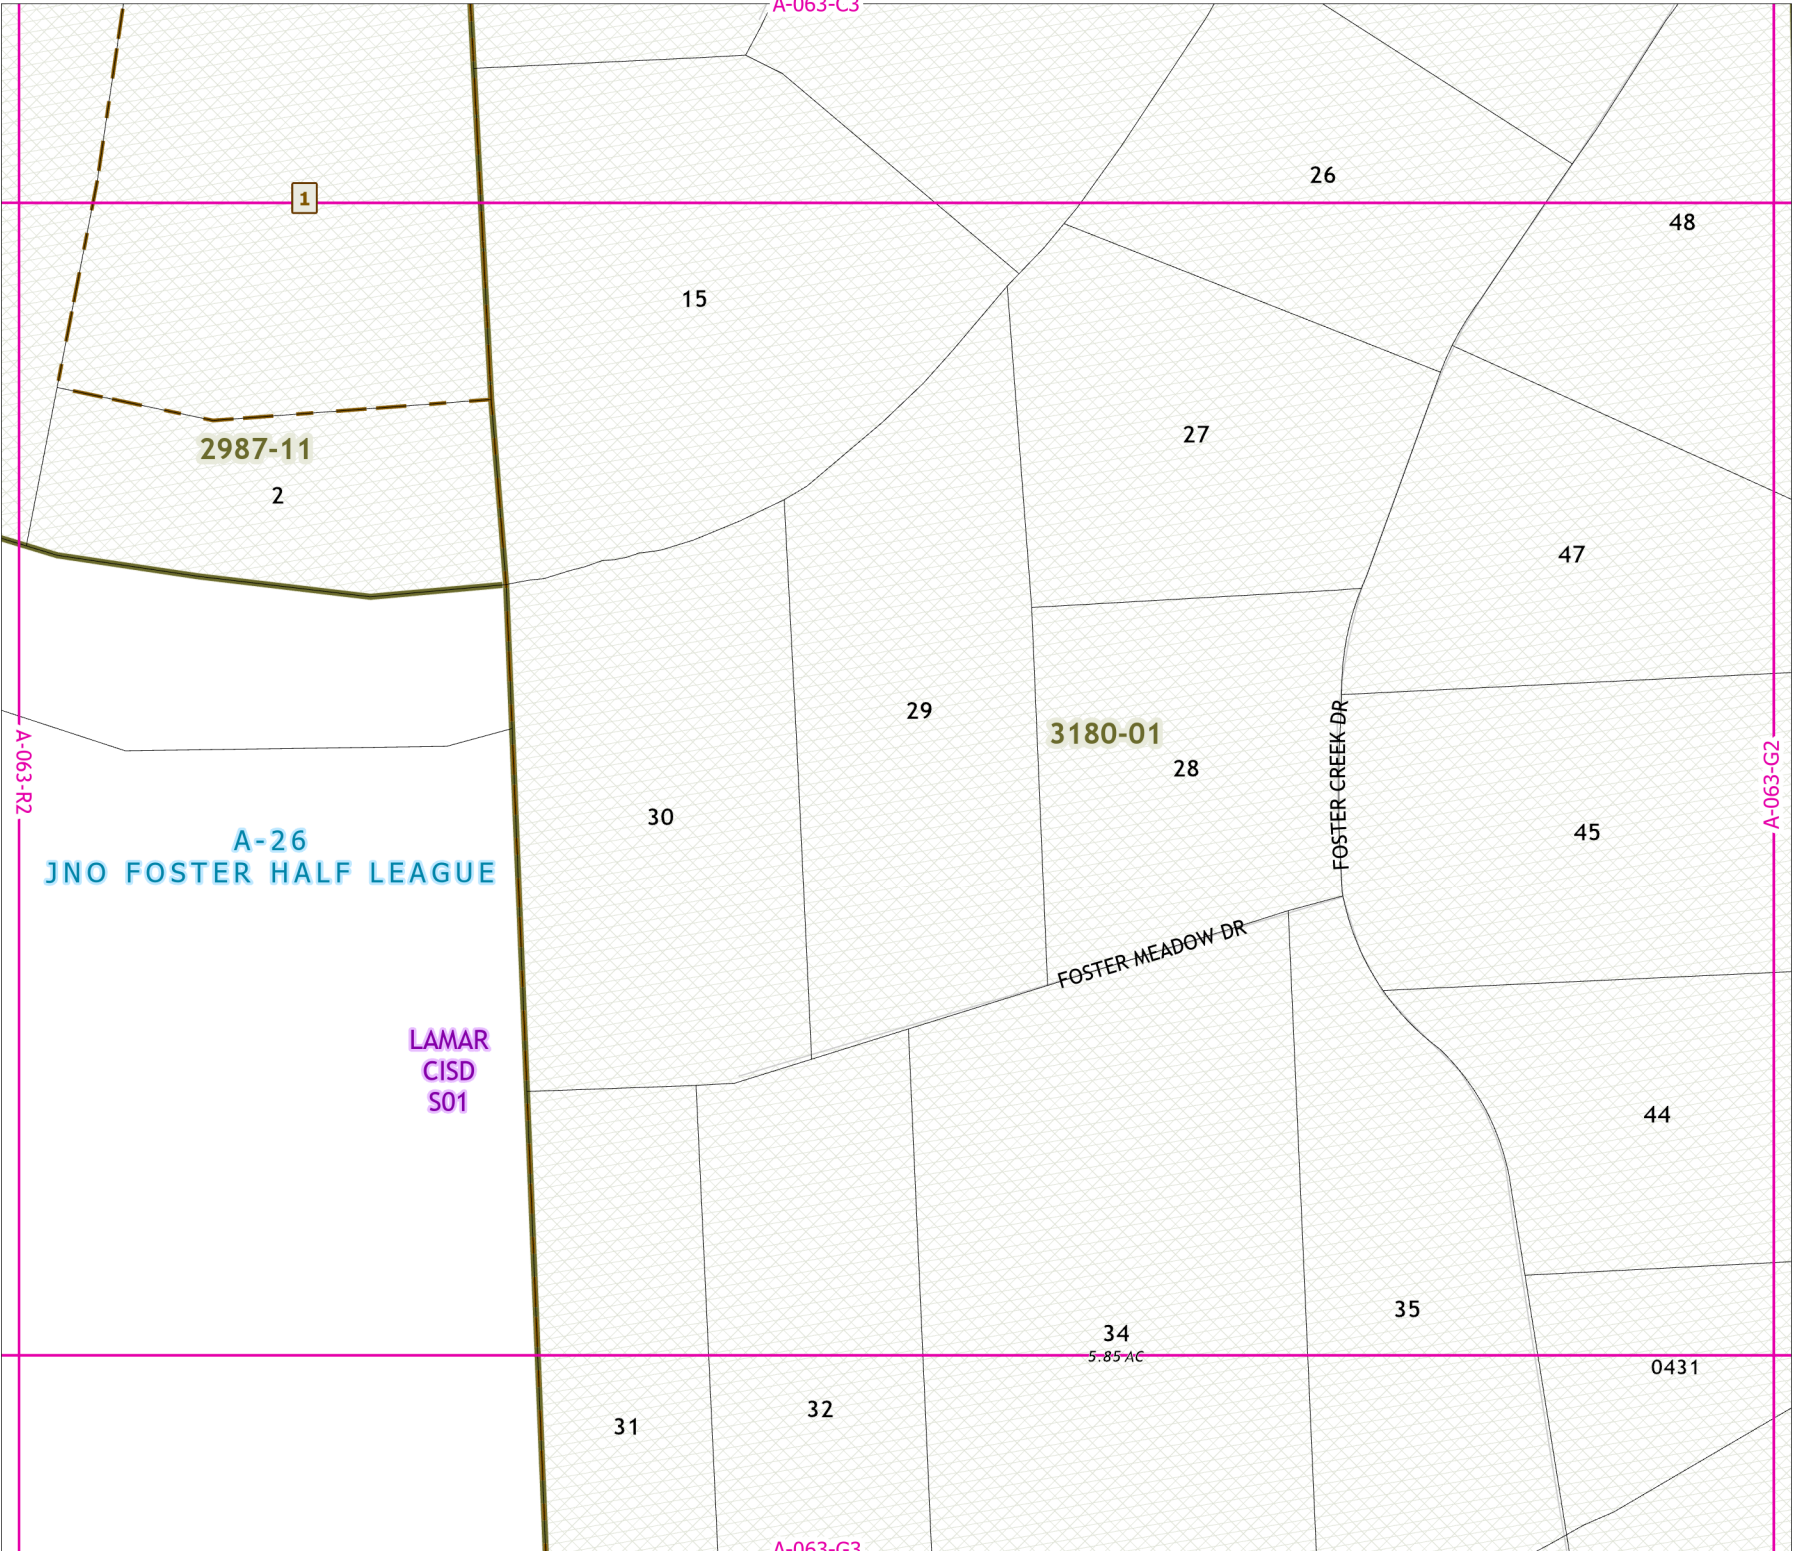 A-063-C3
26
1
48
15
27
2987-11
2
47
29
3180-01
28
FOSTER CREEK DR
A-063-R2
A-063-G2
30
45
A-26
JNO FOSTER HALF LEAGUE
FOSTER MEADOW DR
LAMAR
CISD
S01
44
35
34
5.85 AC
0431
32
31
A-063-G3